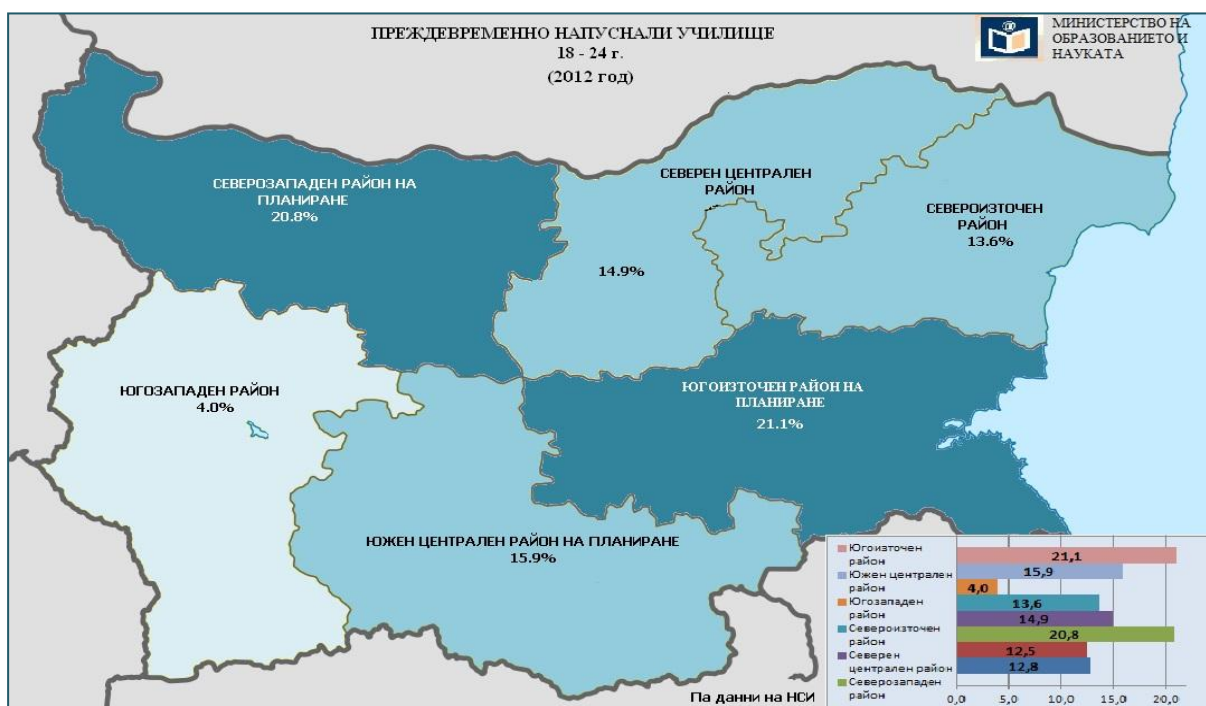 ПРЕЖДЕВРЕМЕННО НАПУСНАЛИ УЧИЛИЩЕ
18 - 24 г.
(2012 год)
МИНИСТЕРСТВО НА
ОБРАЗОВАНИЕТО И
НАУКАТА
СЕВЕРОЗАПАДЕН РАЙОН НА
ПЛАНИРАНЕ
20.8%
СЕВЕРЕН ЦЕНТРАЛЕН
РАЙОН
14.9%
СЕВЕРОИЗТОЧЕН
РАЙОН
13.6%
ЮГОЗАПАДЕН РАЙОН
4.0%
ЮГОИЗТОЧЕН РАЙОН НА
ПЛАНИРАНЕ
21.1%
ЮЖЕН ЦЕНТРАЛЕН РАЙОН НА ПЛАНИРАНЕ
15.9%
Югоизточен
район
Южен централен
район
Югозападен
район
Североизточен
район
Северен
централен район
Северозападен
район
21,1
15,9
4,0
13,6
14,9
20,8
12,5
12,8
0,0 5,0 10,0 15,0 20,0
Па данни на НСИ